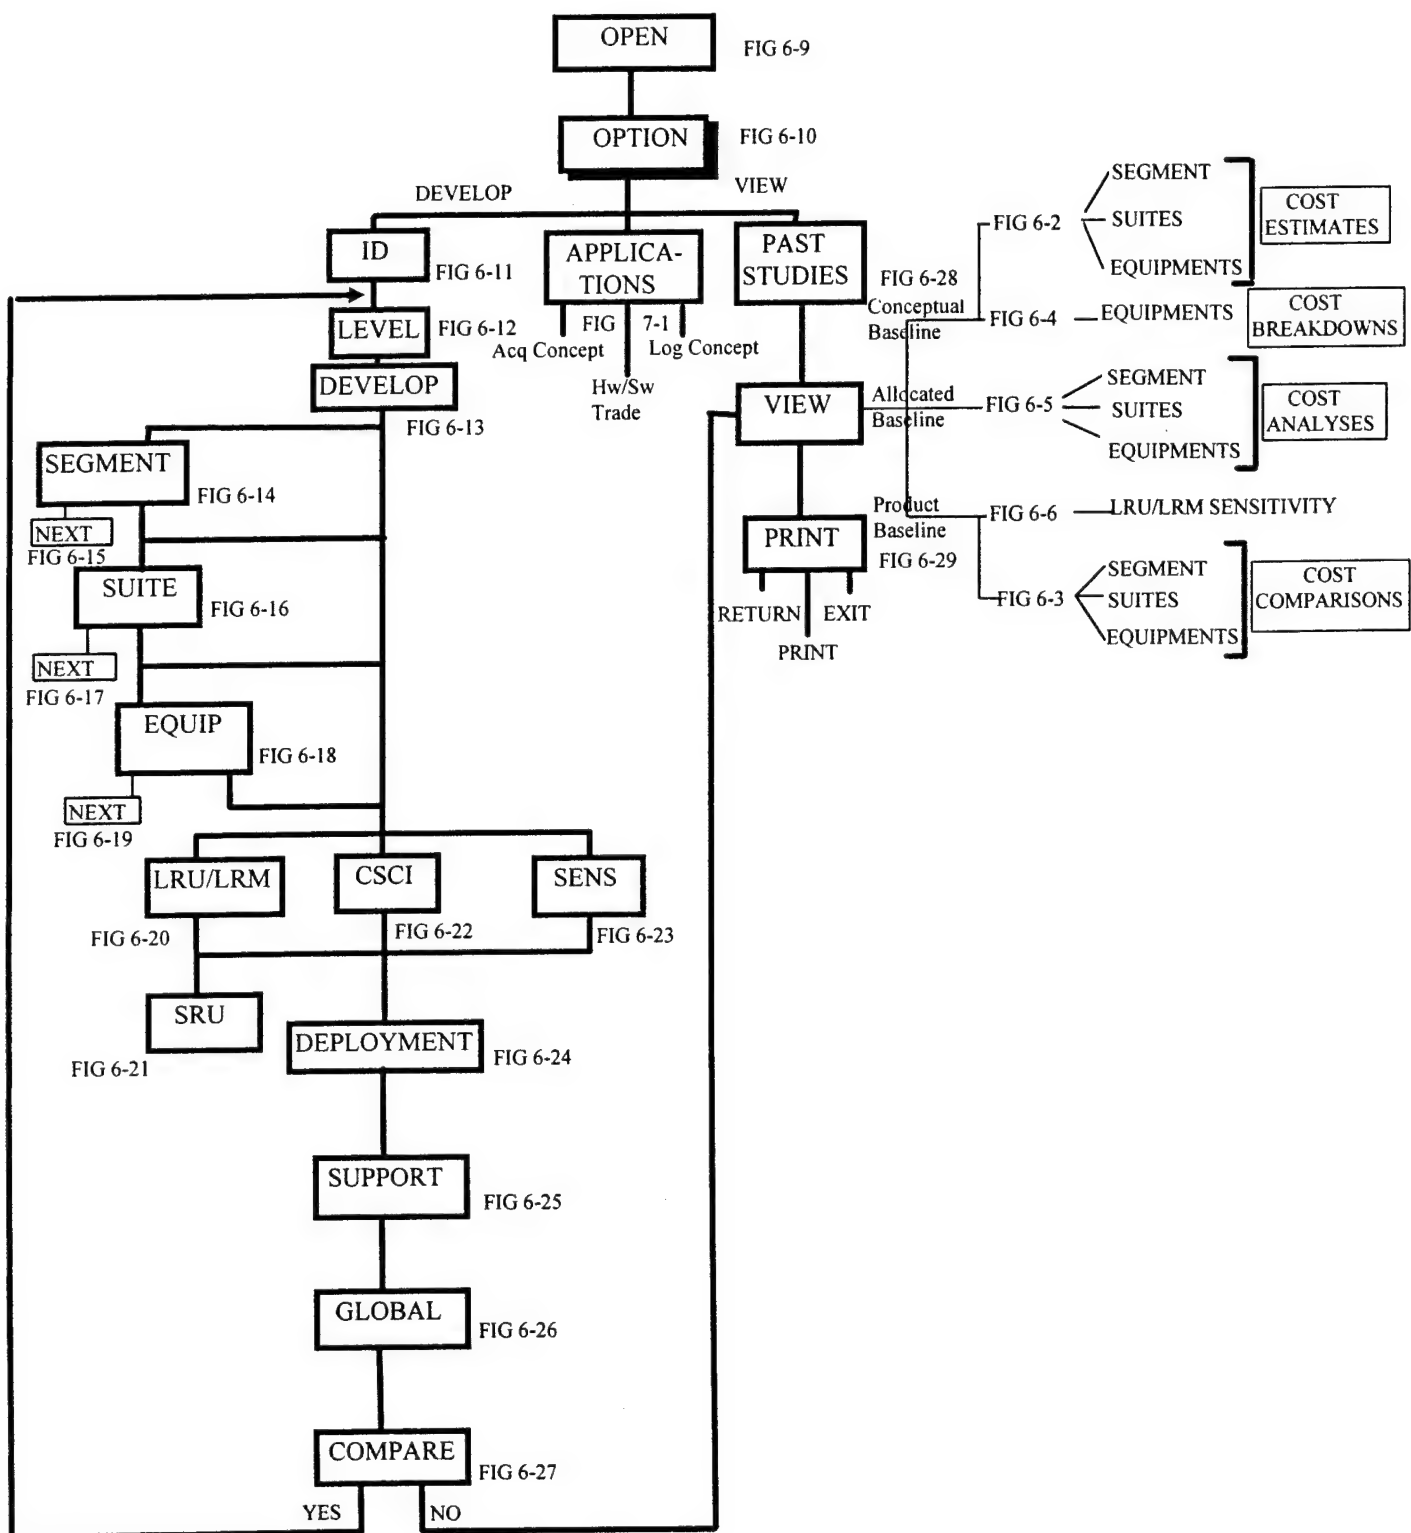 OPEN
FIG 6-9
OPTION
FIG 6-10
DEVELOP
VIEW
ID
FIG 6-11
LEVEL
FIG 6-12
DEVELOP
FIG 6-13
APPLICA-
TIONS
FIG 7-1
Acq Concept
Log Concept
Hw/Sw
Trade
PAST
STUDIES
FIG 6-28
Conceptual
Baseline
VIEW
Allocated
Baseline
Product
Baseline
PRINT
FIG 6-29
RETURN
EXIT
PRINT
FIG 6-2
SEGMENT
SUITES
EQUIPMENTS
COST
ESTIMATES
FIG 6-4
EQUIPMENTS
COST
BREAKDOWNS
FIG 6-5
SEGMENT
SUITES
EQUIPMENTS
COST
ANALYSES
FIG 6-6
LRU/LRM SENSITIVITY
FIG 6-3
SEGMENT
SUITES
EQUIPMENTS
COST
COMPARISONS
SEGMENT
FIG 6-14
NEXT
FIG 6-15
SUITE
FIG 6-16
NEXT
FIG 6-17
EQUIP
FIG 6-18
NEXT
FIG 6-19
LRU/LRM
FIG 6-20
CSCI
FIG 6-22
SENS
FIG 6-23
SRU
FIG 6-21
DEPLOYMENT
FIG 6-24
SUPPORT
FIG 6-25
GLOBAL
FIG 6-26
COMPARE
FIG 6-27
YES
NO